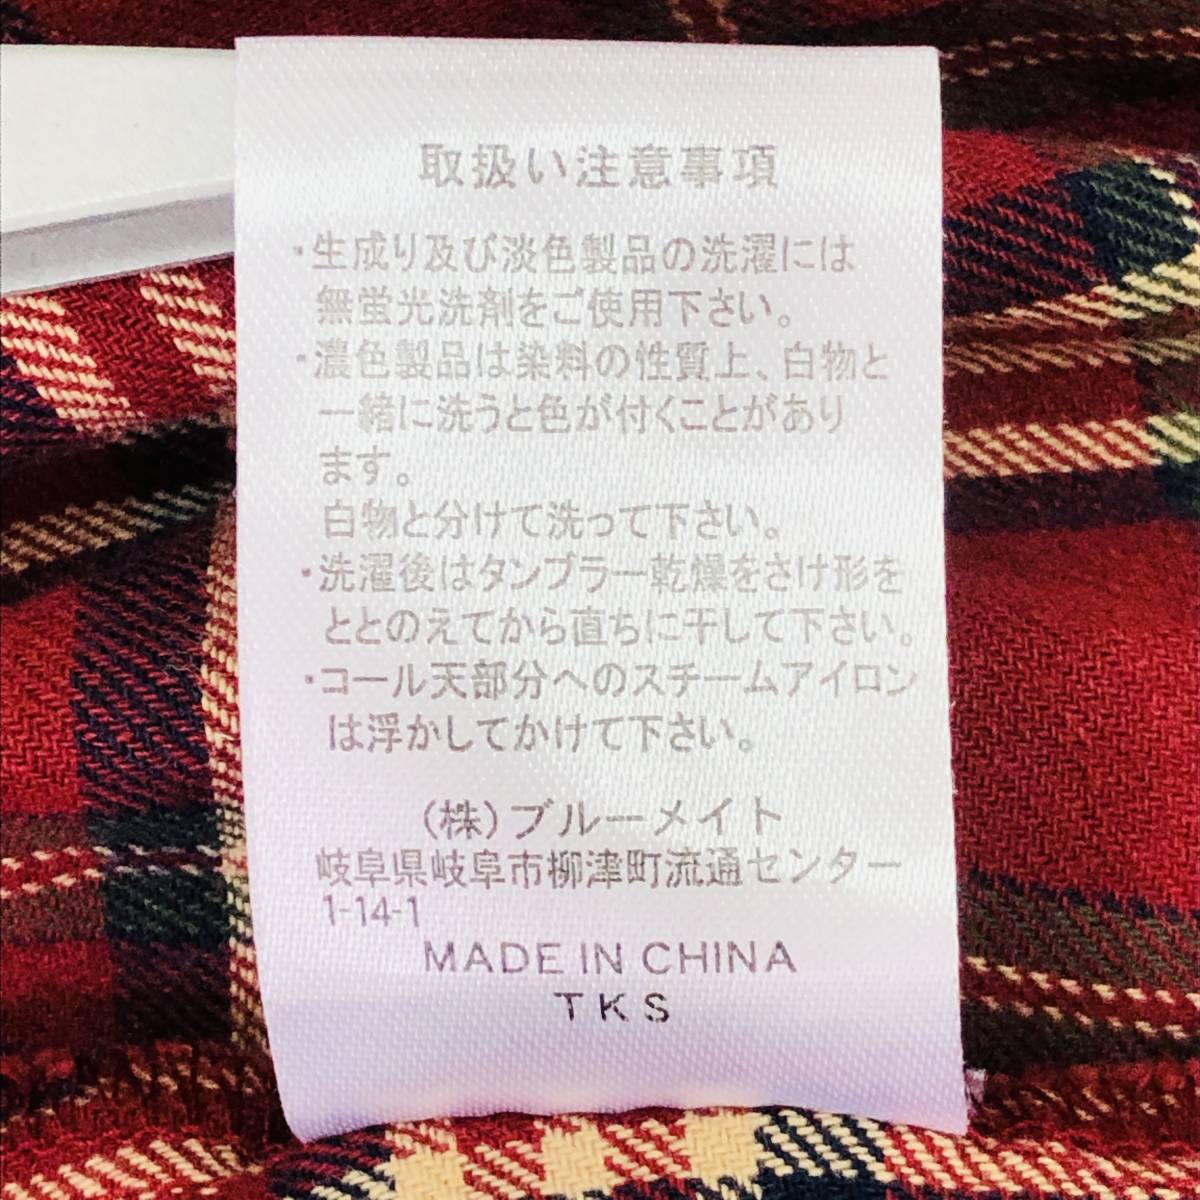 取扱い注意事項
・生成り及び淡色製品の洗濯には
無蛍光洗剤をご使用下さい。
・濃色製品は染料の性質上、白物と
一緒に洗うと色が付くことがあり
ます。
白物と分けて洗って下さい。
・洗濯後はタンブラー乾燥をさけ形を
ととのえてから直ちに干して下さい。
・コール天部分へのスチームアイロン
は浮かしてかけて下さい。
(株)ブルーメイト
岐阜県岐阜市柳津町流通センター
1-14-1
MADE IN CHINA
TKS